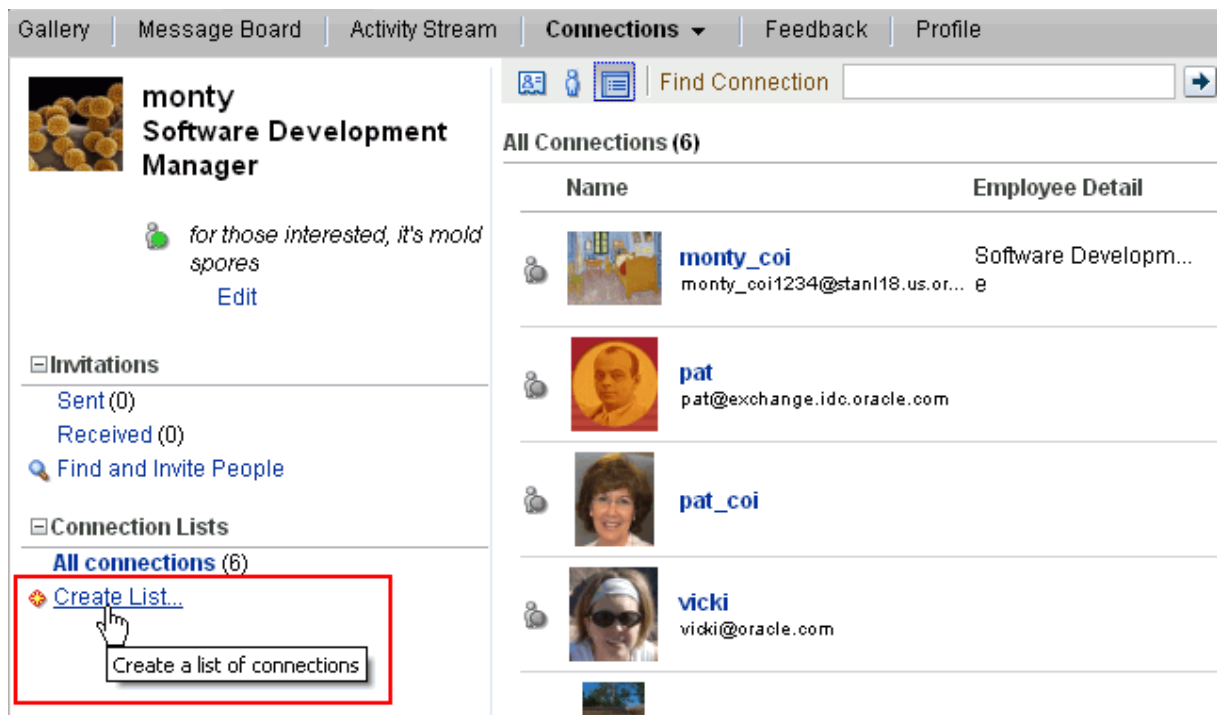 Gallery Message Board Activity Stream Connections Feedback Profile
monty
Software Development
Manager
for those interested, it's mold
spores
Edit
Invitations
Sent (0)
Received (0)
Find and Invite People
Connection Lists
All connections (6)
Create List...
Create a list of connections
Find Connection
All Connections (6)
Name Employee Detail
monty_coi Software Developm...
monty_coi1234@stanl18.us.or... e
pat
pat@exchange.idc.oracle.com
pat_coi
vicki
vicki@oracle.com